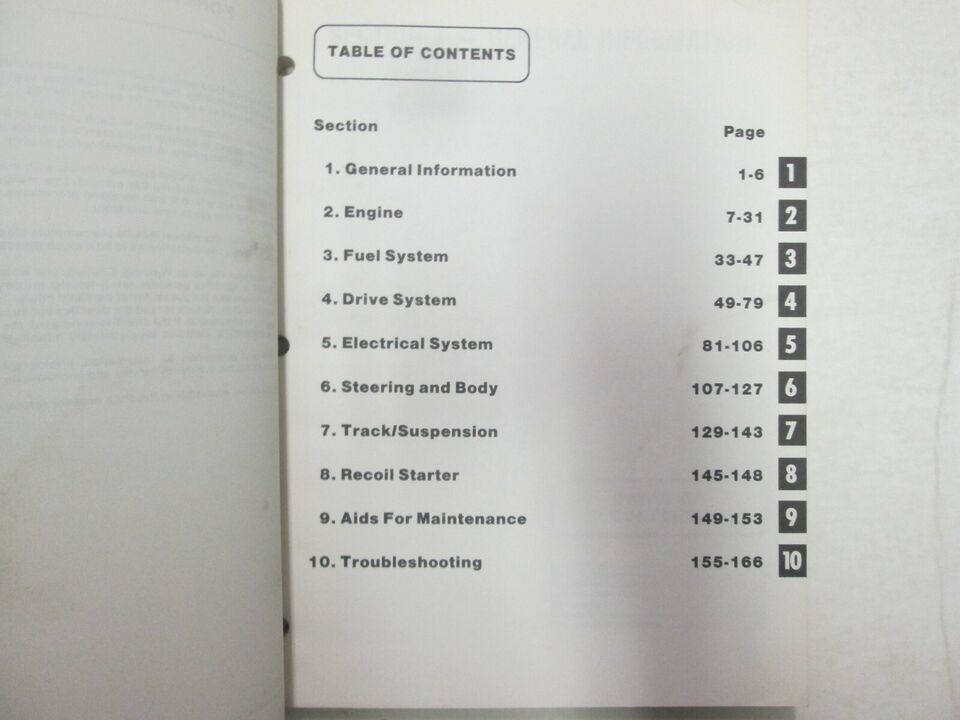 TABLE OF CONTENTS
Section Page
1. General Information 1-6 1
2. Engine 7-31 2
3. Fuel System 33-47 3
4. Drive System 49-79 4
5. Electrical System 81-106 5
6. Steering and Body 107-127 6
7. Track/Suspension 129-143 7
8. Recoil Starter 145-148 8
9. Aids For Maintenance 149-153 9
10. Troubleshooting 155-166 10